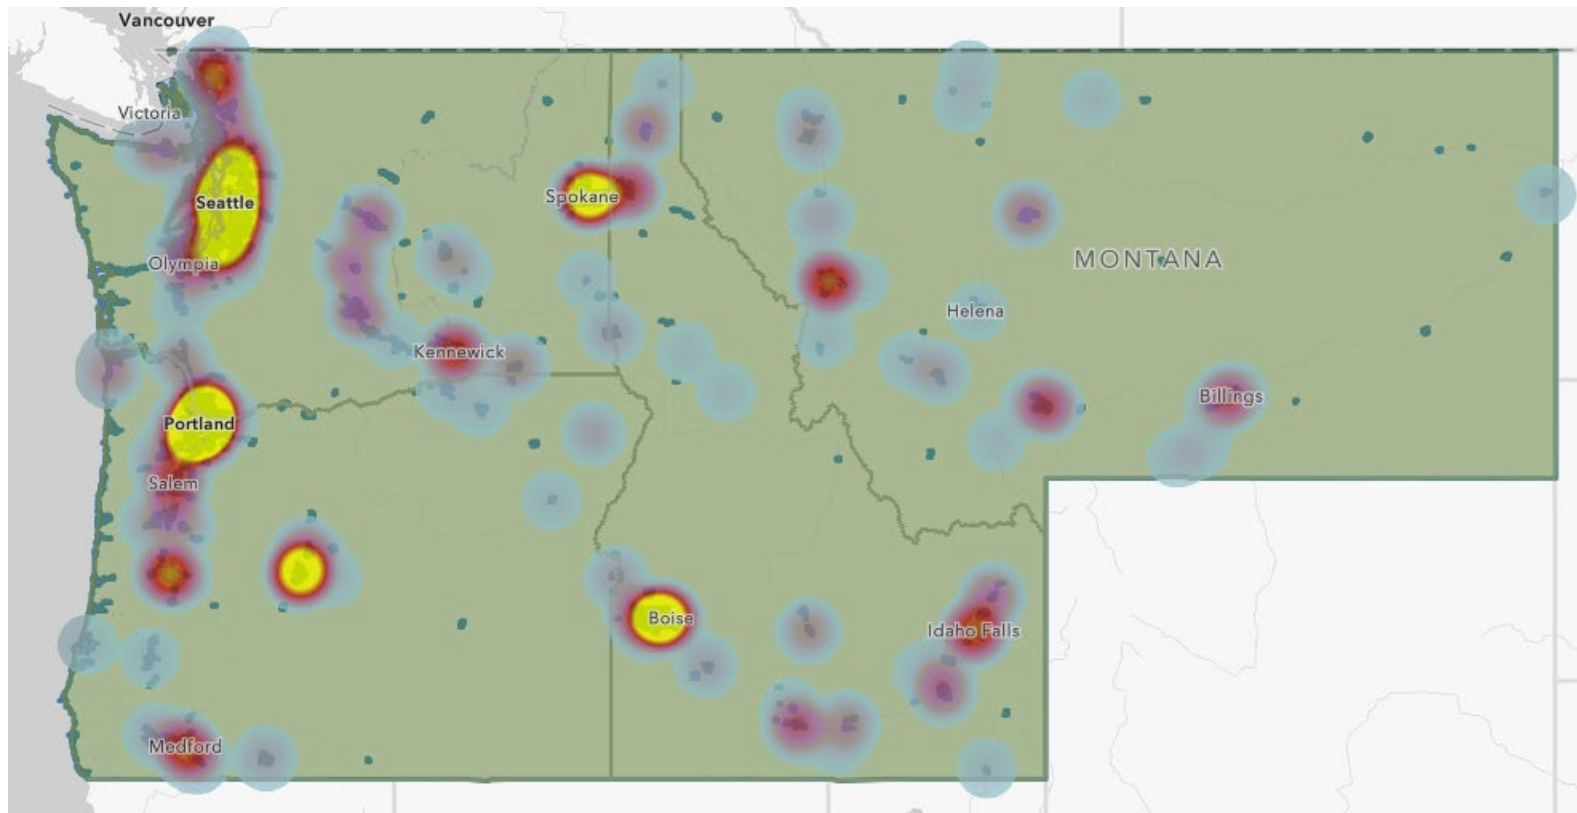 Vancouver
Victoria
Seattle
Spokane
Olympia
MONTANA
Helena
Kennewick
Billings
Portland
Salem
Boise
Idaho Falls
Medford